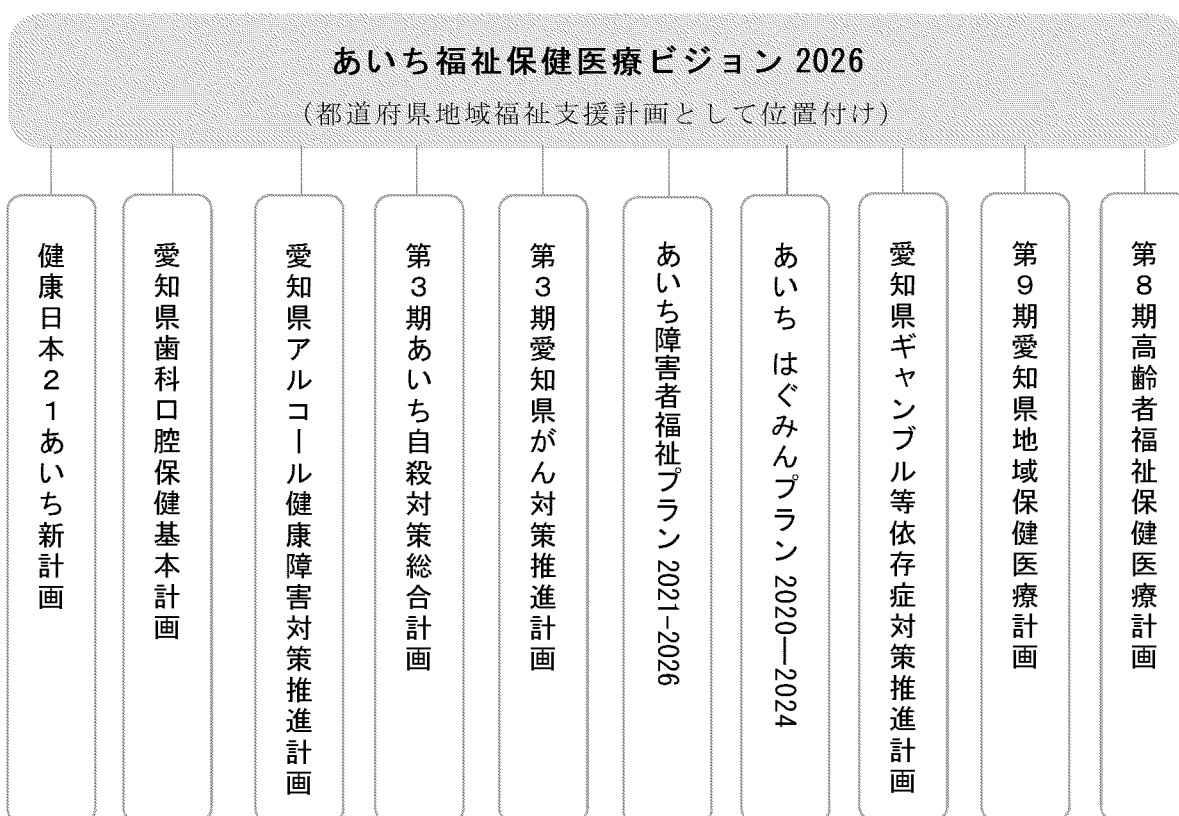 あいち福祉保健医療ビジョン 2026
（都道府県地域福祉支援計画として位置付け）
健康日本２１あいち新計画
愛知県歯科口腔保健基本計画
愛知県アルコール健康障害対策推進計画
第３期あいち自殺対策総合計画
第３期愛知県がん対策推進計画
あいち障害者福祉プラン 2021-2026
あいち はぐみんプラン 2020―2024
愛知県ギャンブル等依存症対策推進計画
第９期愛知県地域保健医療計画
第８期高齢者福祉保健医療計画